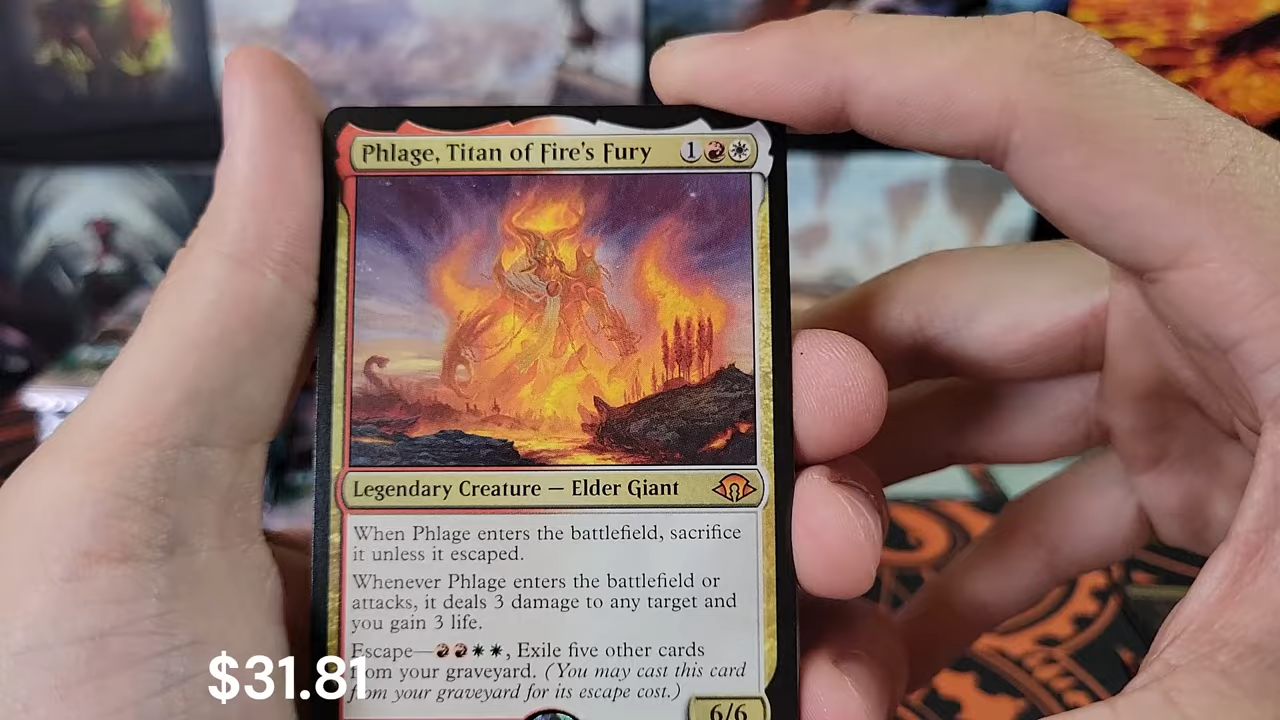 Phlage, Titan of Fire's Fury 1
Legendary Creature — Elder Giant
When Phlage enters the battlefield, sacrifice
it unless it escaped.
Whenever Phlage enters the battlefield or
attacks, it deals 3 damage to any target and
you gain 3 life.
Escape—, Exile five other cards
from your graveyard. (You may cast this card
from your graveyard for its escape cost.)
$31.81
6/6